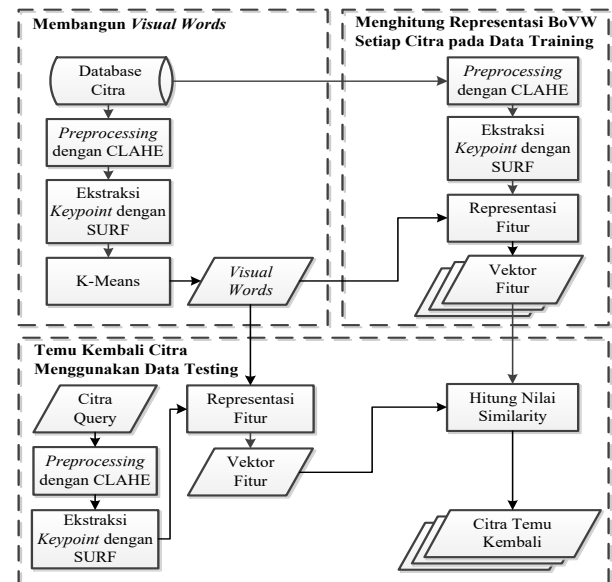 Membangun Visual Words
Database
Citra
Preprocessing
dengan CLAHE
Ekstraksi
Keypoint dengan
SURF
K-Means
Visual
Words
Menghitung Representasi BoVW
Setiap Citra pada Data Training
Preprocessing
dengan CLAHE
Ekstraksi
Keypoint dengan
SURF
Representasi
Fitur
Vektor
Fitur
Temu Kembali Citra
Menggunakan Data Testing
Citra
Query
Preprocessing
dengan CLAHE
Ekstraksi
Keypoint dengan
SURF
Representasi
Fitur
Vektor
Fitur
Hitung Nilai
Similarity
Citra Temu
Kembali